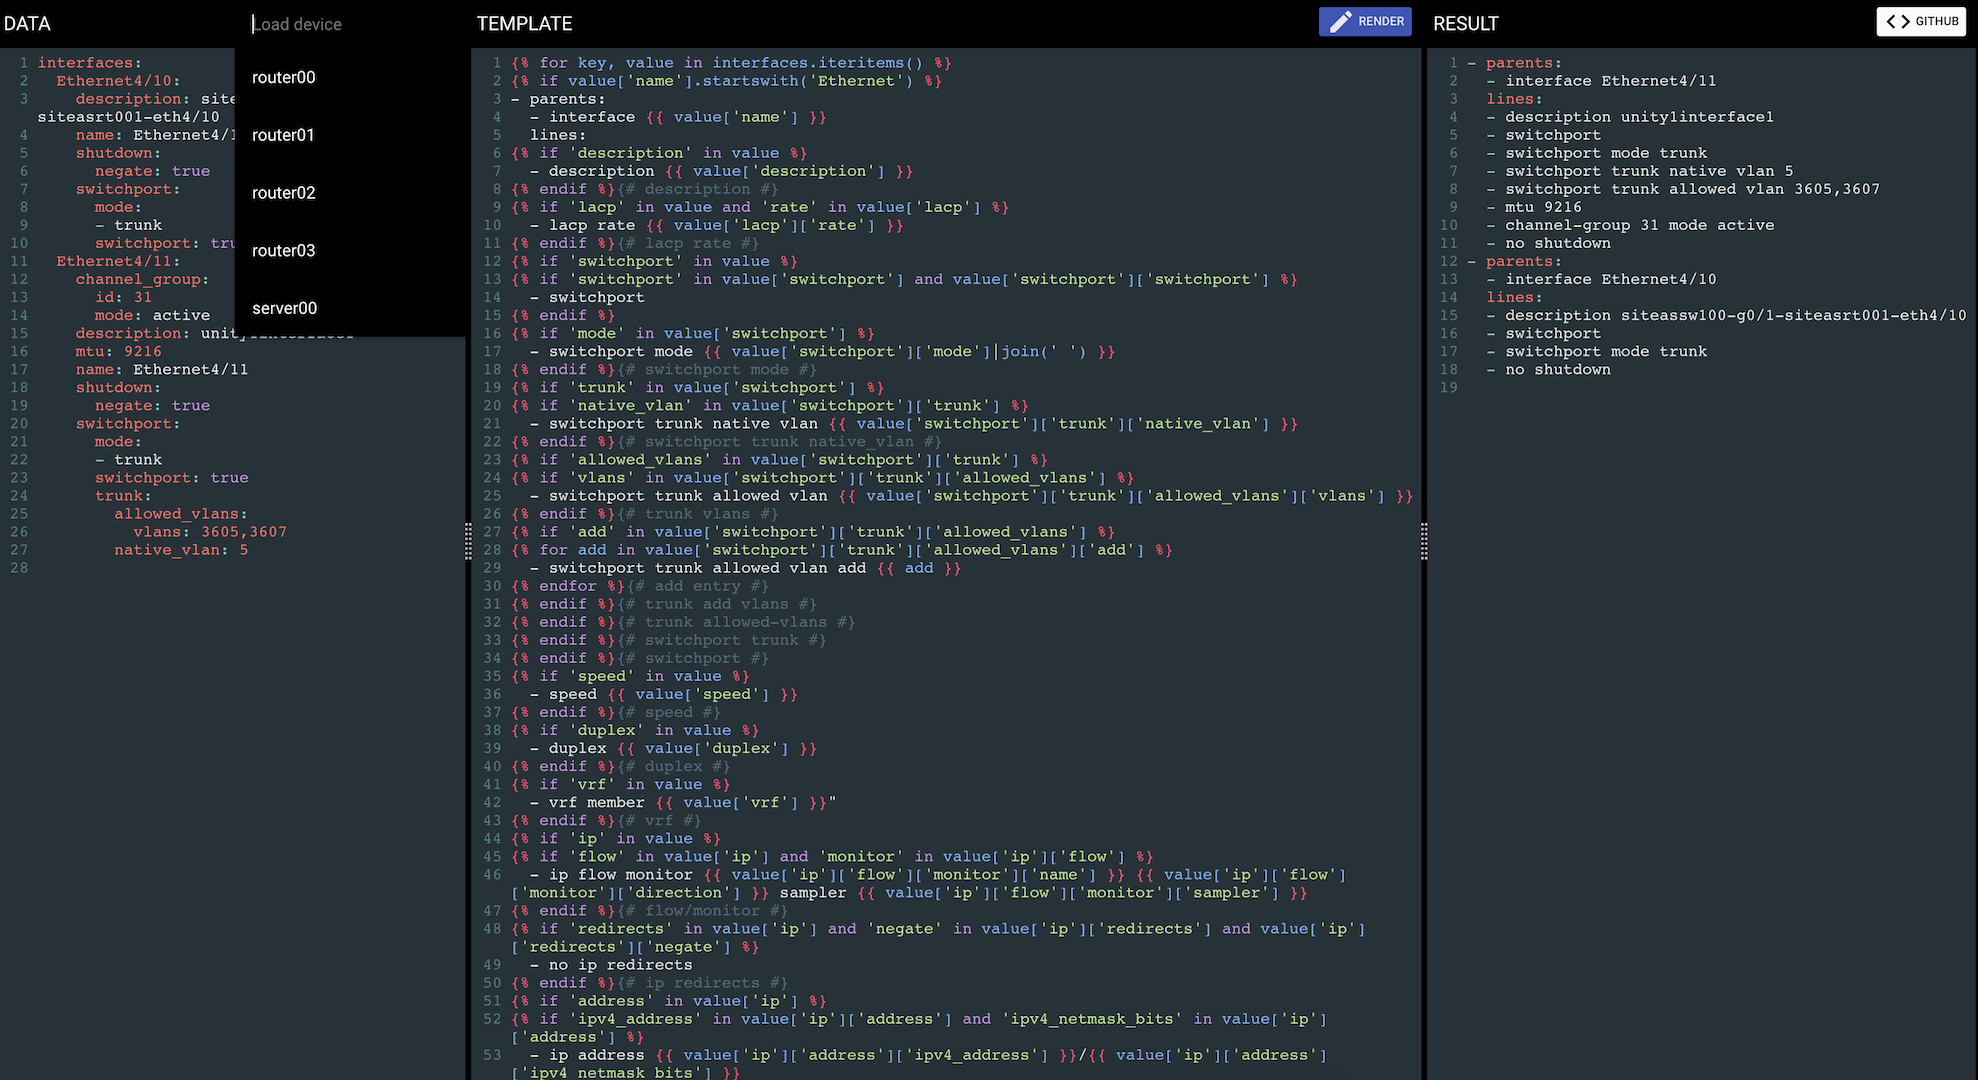 DATA
Load device
router00
router01
router02
router03
server00
1 interfaces:
2 Ethernet4/10:
3 description: site
siteasrt001-eth4/10
4 name: Ethernet4/1
5 shutdown:
6 negate: true
7 switchport:
8 mode:
9 - trunk
10 switchport: tru
11 Ethernet4/11:
12 channel_group:
13 id: 31
14 mode: active
15 description:
16 mtu: 9216
17 name: Ethernet4/11
18 shutdown:
19 negate: true
20 switchport:
21 mode:
22 - trunk
23 switchport: true
24 trunk:
25 allowed_vlans:
26 vlans: 3605,3607
27 native_vlan: 5
28
TEMPLATE
RENDER
1 {% for key, value in interfaces.iteritems() %}
2 {% if value['name'].startswith('Ethernet') %}
3 - parents:
4 - interface {{ value['name'] }}
5 lines:
6 {% if 'description' in value %}
7 - description {{ value['description'] }}
8 {% endif %}{# description #}
9 {% if 'lacp' in value and 'rate' in value['lacp'] %}
10 - lacp rate {{ value['lacp']['rate'] }}
11 {% endif %}{# lacp rate #}
12 {% if 'switchport' in value %}
13 {% if 'switchport' in value['switchport'] and value['switchport']['switchport'] %}
14 - switchport
15 {% endif %}
16 {% if 'mode' in value['switchport'] %}
17 - switchport mode {{ value['switchport']['mode']|join(' ') }}
18 {% endif %}{# switchport mode #}
19 {% if 'trunk' in value['switchport'] %}
20 {% if 'native_vlan' in value['switchport']['trunk'] %}
21 - switchport trunk native vlan {{ value['switchport']['trunk']['native_vlan'] }}
22 {% endif %}{# switchport trunk native_vlan #}
23 {% if 'allowed_vlans' in value['switchport']['trunk'] %}
24 {% if 'vlans' in value['switchport']['trunk']['allowed_vlans'] %}
25 - switchport trunk allowed vlan {{ value['switchport']['trunk']['allowed_vlans']['vlans'] }}
26 {% endif %}{# trunk vlans #}
27 {% if 'add' in value['switchport']['trunk']['allowed_vlans'] %}
28 {% for add in value['switchport']['trunk']['allowed_vlans']['add'] %}
29 - switchport trunk allowed vlan add {{ add }}
30 {% endfor %}{# add entry #}
31 {% endif %}{# trunk add vlans #}
32 {% endif %}{# trunk allowed-vlans #}
33 {% endif %}{# switchport trunk #}
34 {% endif %}{# switchport #}
35 {% if 'speed' in value %}
36 - speed {{ value['speed'] }}
37 {% endif %}{# speed #}
38 {% if 'duplex' in value %}
39 - duplex {{ value['duplex'] }}
40 {% endif %}{# duplex #}
41 {% if 'vrf' in value %}
42 - vrf member {{ value['vrf'] }}"
43 {% endif %}{# vrf #}
44 {% if 'ip' in value %}
45 {% if 'flow' in value['ip'] and 'monitor' in value['ip']['flow'] %}
46 - ip flow monitor {{ value['ip']['flow']['monitor']['name'] }} {{ value['ip']['flow']
['monitor']['direction'] }} sampler {{ value['ip']['flow']['monitor']['sampler'] }}
47 {% endif %}{# flow/monitor #}
48 {% if 'redirects' in value['ip'] and 'negate' in value['ip']['redirects'] and value['ip']
['redirects']['negate'] %}
49 - no ip redirects
50 {% endif %}{# ip redirects #}
51 {% if 'address' in value['ip'] %}
52 {% if 'ipv4_address' in value['ip']['address'] and 'ipv4_netmask_bits' in value['ip']
['address'] %}
53 - ip address {{ value['ip']['address']['ipv4_address'] }}/{{ value['ip']['address']
['ipv4_netmask_bits'] }}
RESULT
GITHUB
1 - parents:
2 - interface Ethernet4/11
3 lines:
4 - description unity1interface1
5 - switchport
6 - switchport mode trunk
7 - switchport trunk native vlan 5
8 - switchport trunk allowed vlan 3605,3607
9 - mtu 9216
10 - channel-group 31 mode active
11 - no shutdown
12 - parents:
13 - interface Ethernet4/10
14 lines:
15 - description siteassw100-g0/1-siteasrt001-eth4/10
16 - switchport
17 - switchport mode trunk
18 - no shutdown
19